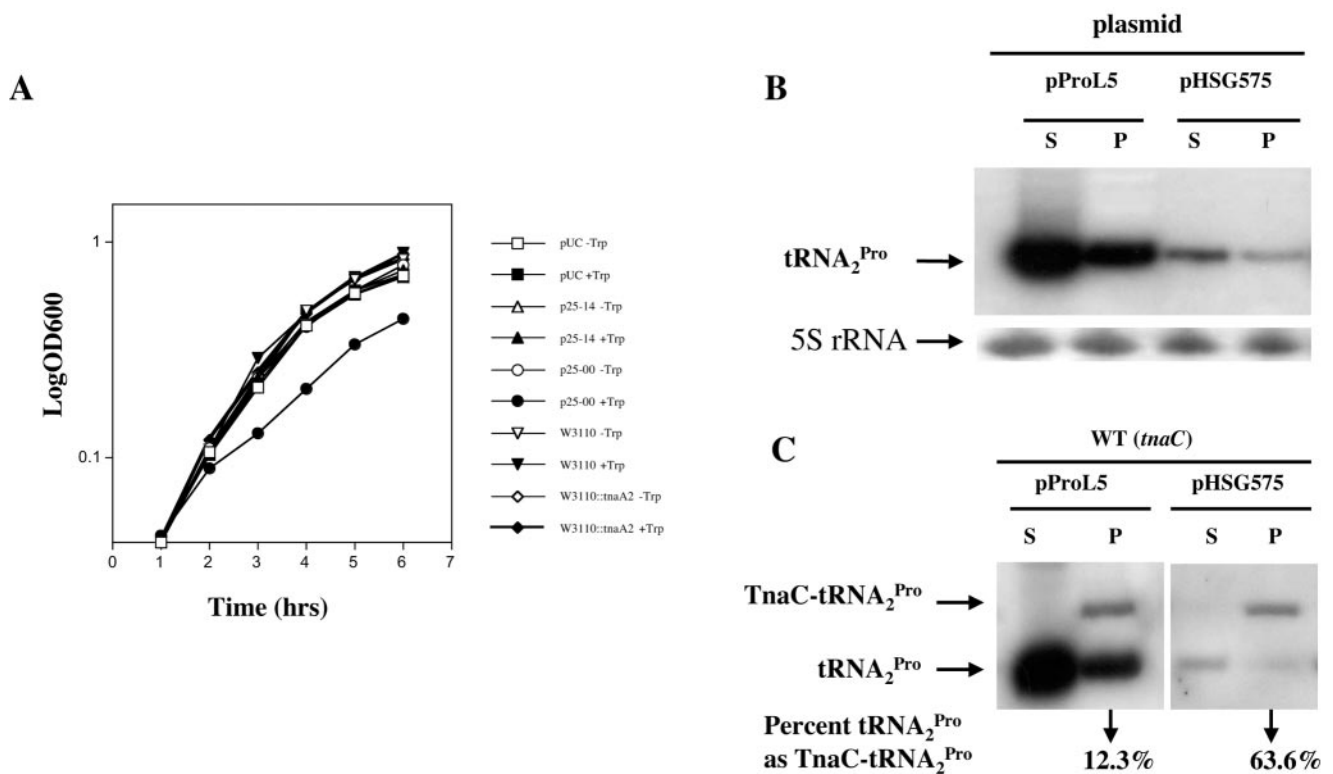 A
LogOD600
1
0.1
0 1 2 3 4 5 6 7
Time (hrs)
pUC -Trp
pUC +Trp
p25-14 -Trp
p25-14 +Trp
p25-00 -Trp
p25-00 +Trp
W3110 -Trp
W3110 +Trp
W3110::tnaA2 -Trp
W3110::tnaA2 +Trp
B
plasmid
pProL5 pHSG575
S P S P
tRNA₂ᴾʳᵒ
5S rRNA
C
WT (tnaC)
pProL5 pHSG575
S P S P
TnaC-tRNA₂ᴾʳᵒ
tRNA₂ᴾʳᵒ
Percent tRNA₂ᴾʳᵒ
as TnaC-tRNA₂ᴾʳᵒ 12.3% 63.6%